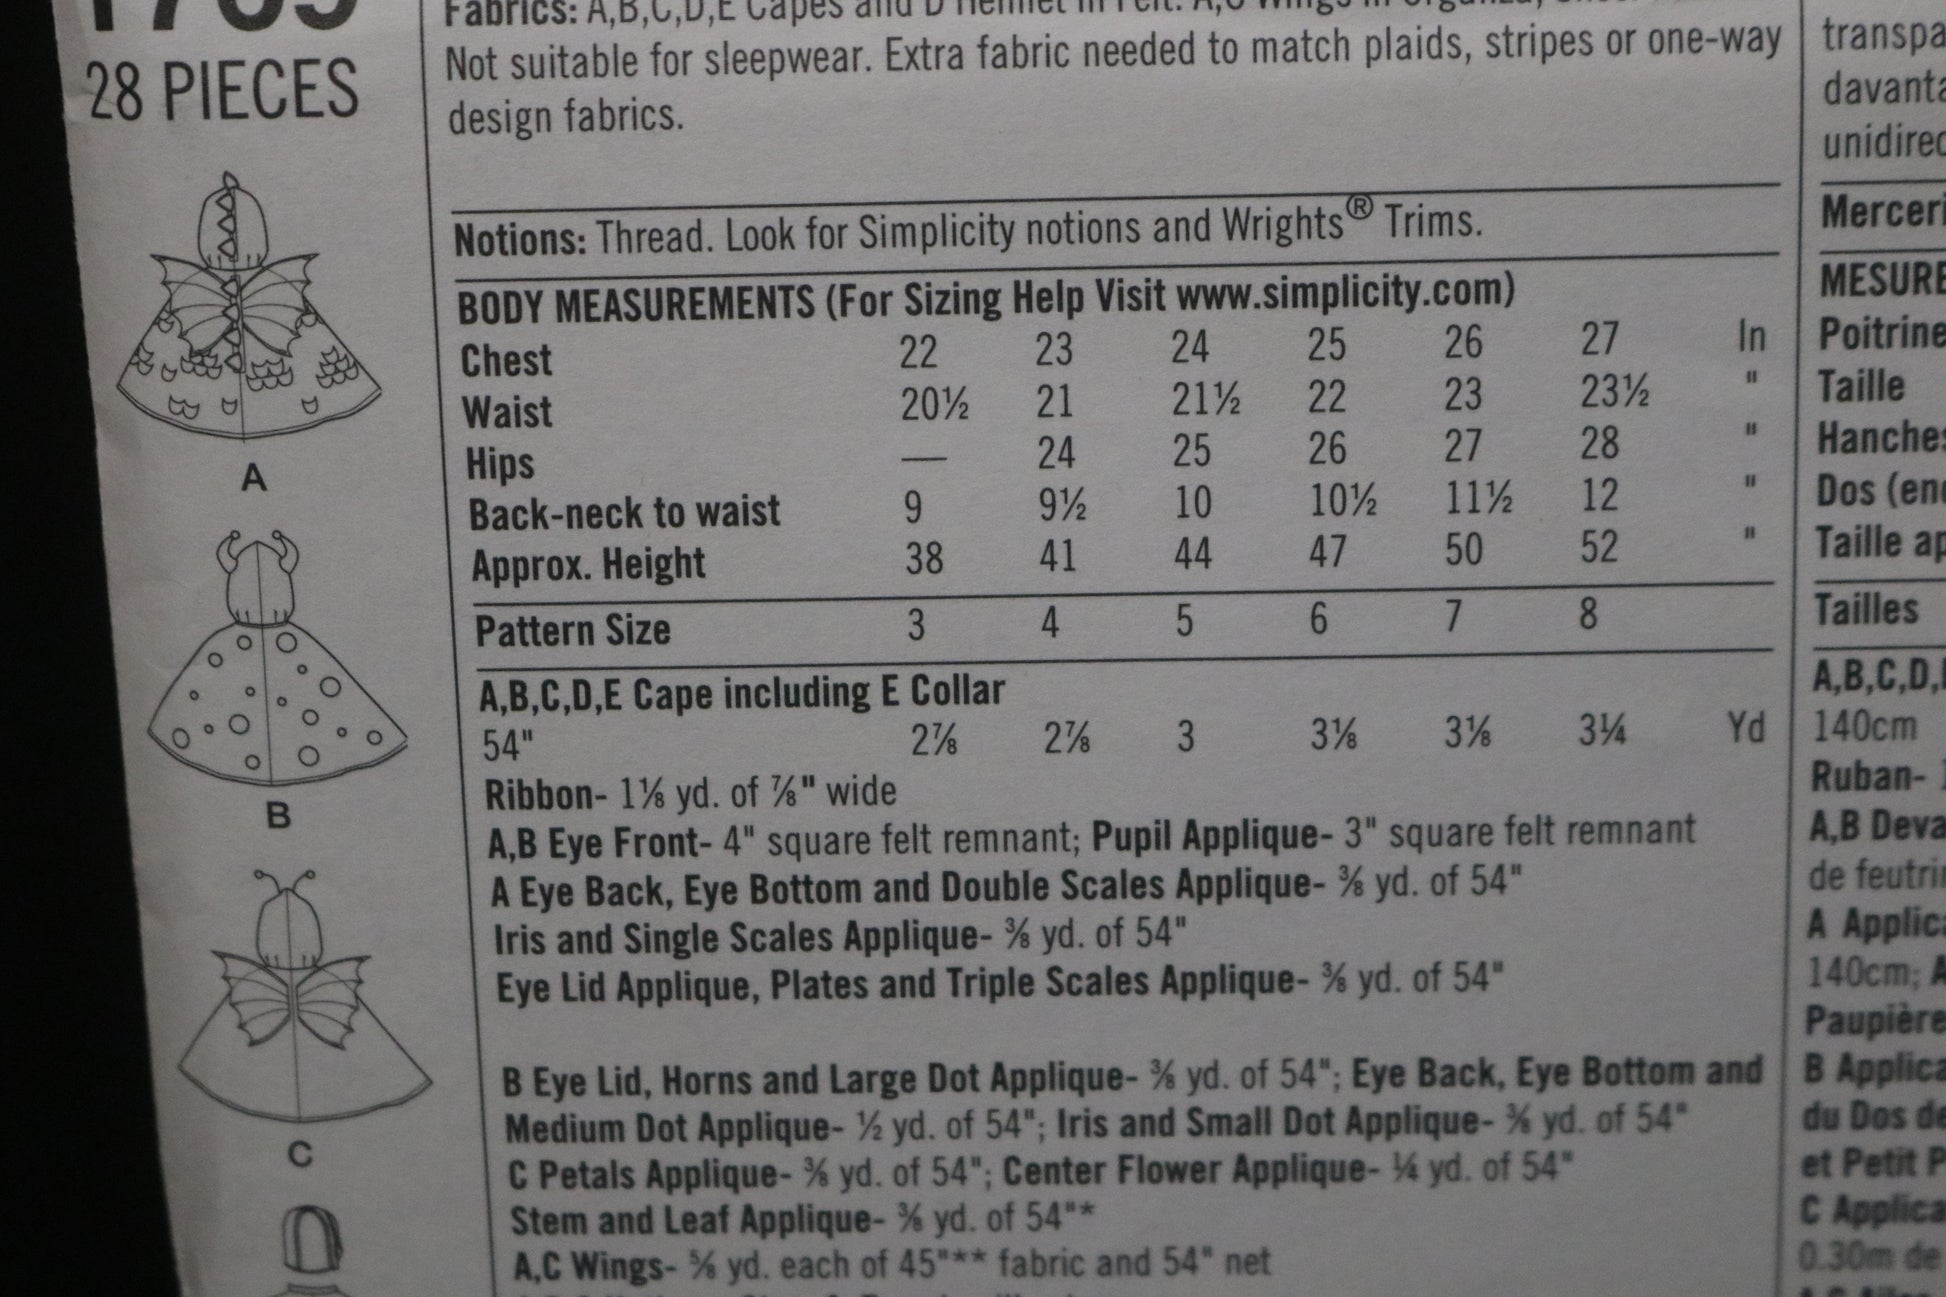 28 PIECES
A
B
C
Fabrics: A,B,C,D,E Capes and D Helmet in Felt. A,C Wings in Organza,
Not suitable for sleepwear. Extra fabric needed to match plaids, stripes or one-way
design fabrics.
Notions: Thread. Look for Simplicity notions and Wrights® Trims.
BODY MEASUREMENTS (For Sizing Help Visit www.simplicity.com)
Chest 22 23 24 25 26 27 In
Waist 20½ 21 21½ 22 23 23½ "
Hips — 24 25 26 27 28 "
Back-neck to waist 9 9½ 10 10½ 11½ 12 "
Approx. Height 38 41 44 47 50 52 "
Pattern Size 3 4 5 6 7 8
A,B,C,D,E Cape including E Collar
54" 2⅞ 2⅞ 3 3⅛ 3⅛ 3¼ Yd
Ribbon- 1⅛ yd. of ⅞" wide
A,B Eye Front- 4" square felt remnant; Pupil Applique- 3" square felt remnant
A Eye Back, Eye Bottom and Double Scales Applique- ⅜ yd. of 54"
Iris and Single Scales Applique- ⅜ yd. of 54"
Eye Lid Applique, Plates and Triple Scales Applique- ⅜ yd. of 54"
B Eye Lid, Horns and Large Dot Applique- ⅜ yd. of 54"; Eye Back, Eye Bottom and
Medium Dot Applique- ½ yd. of 54"; Iris and Small Dot Applique- ⅜ yd. of 54"
C Petals Applique- ⅜ yd. of 54"; Center Flower Applique- ¼ yd. of 54"
Stem and Leaf Applique- ⅜ yd. of 54"*
A,C Wings- ⅝ yd. each of 45"** fabric and 54" net
transpa
davanta
unidirec
Merceri
MESURE
Poitrine
Taille
Hanches
Dos (enc
Taille ap
Tailles
A,B,C,D,
140cm
Ruban-
A,B Deva
de feutri
A Applica
140cm; A
Paupière
B Applica
du Dos de
et Petit P
C Applica
0.30m de